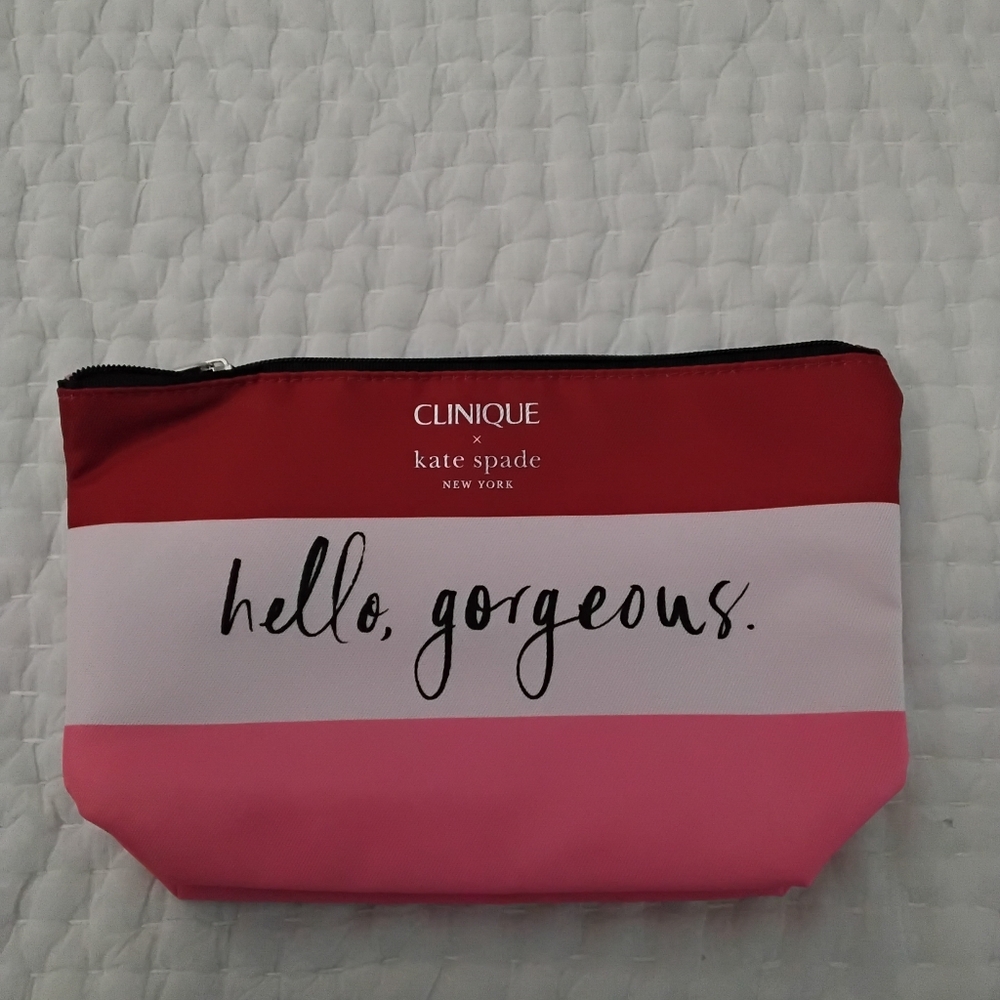 CLINIQUE
×
kate spade
NEW YORK
hello, gorgeous.